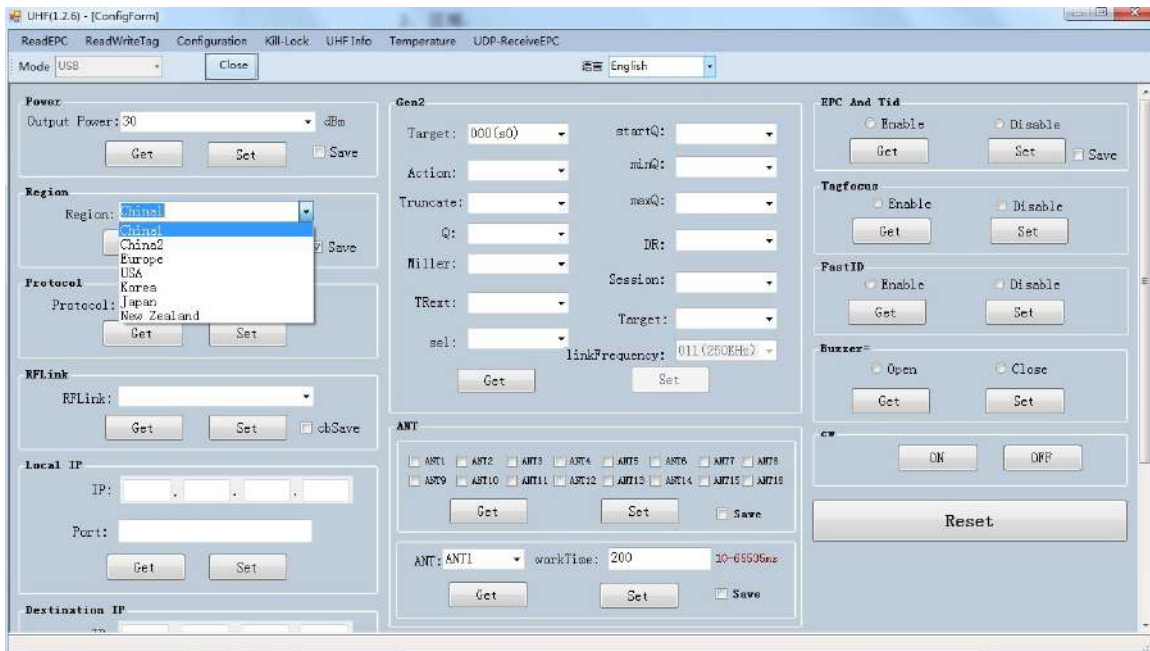 UHF(1.2.6) - [ConfigForm]
2、区域
ReadEPC ReadWriteTag Configuration Kill-Lock UHF Info Temperature UDP-ReceiveEPC
Mode USB Close 语言 English
Power
Output Power: 30 dBm
Get Set Save
Region
Region: China1
China1
China2
Europe
USA
Korea
Japan
New Zealand
Save
Protocol
Protocol:
Get Set
RFLink
RFLink:
Get Set cbSave
Local IP
IP: . . .
Port:
Get Set
Destination IP
Gen2
Target: 000(s0) startQ:
Action: minQ:
Truncate: maxQ:
Q: DR:
Miller: Session:
TRext: Target:
sel: linkFrequency: 011(250KHz)
Get Set
ANT
ANT1 ANT2 ANT3 ANT4 ANT5 ANT6 ANT7 ANT8
ANT9 ANT10 ANT11 ANT12 ANT13 ANT14 ANT15 ANT16
Get Set Save
ANT: ANT1 workTime: 200 10-65535ms
Get Set Save
EPC And Tid
Enable Disable
Get Set Save
Tagfocus
Enable Disable
Get Set
FastID
Enable Disable
Get Set
Buzzer=
Open Close
Get Set
cw
ON OFF
Reset